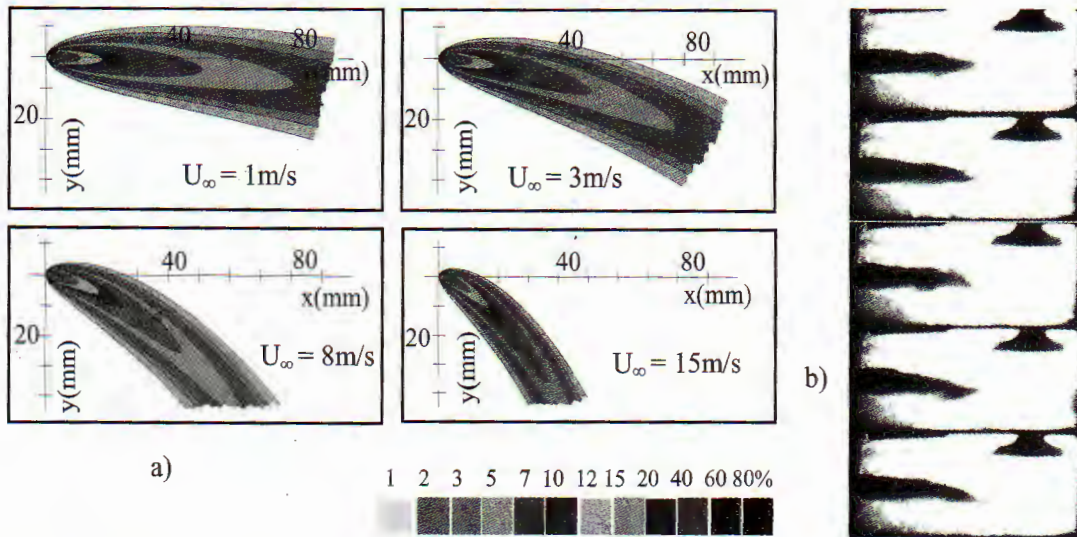 40 80
x(mm)
20
y(mm)
U∞ = 1m/s
40 80
x(mm)
20
y(mm)
U∞ = 3m/s
40 80
x(mm)
20
y(mm)
U∞ = 8m/s
40 80
x(mm)
20
y(mm)
U∞ = 15m/s
b)
a)
1 2 3 5 7 10 12 15 20 40 60 80%